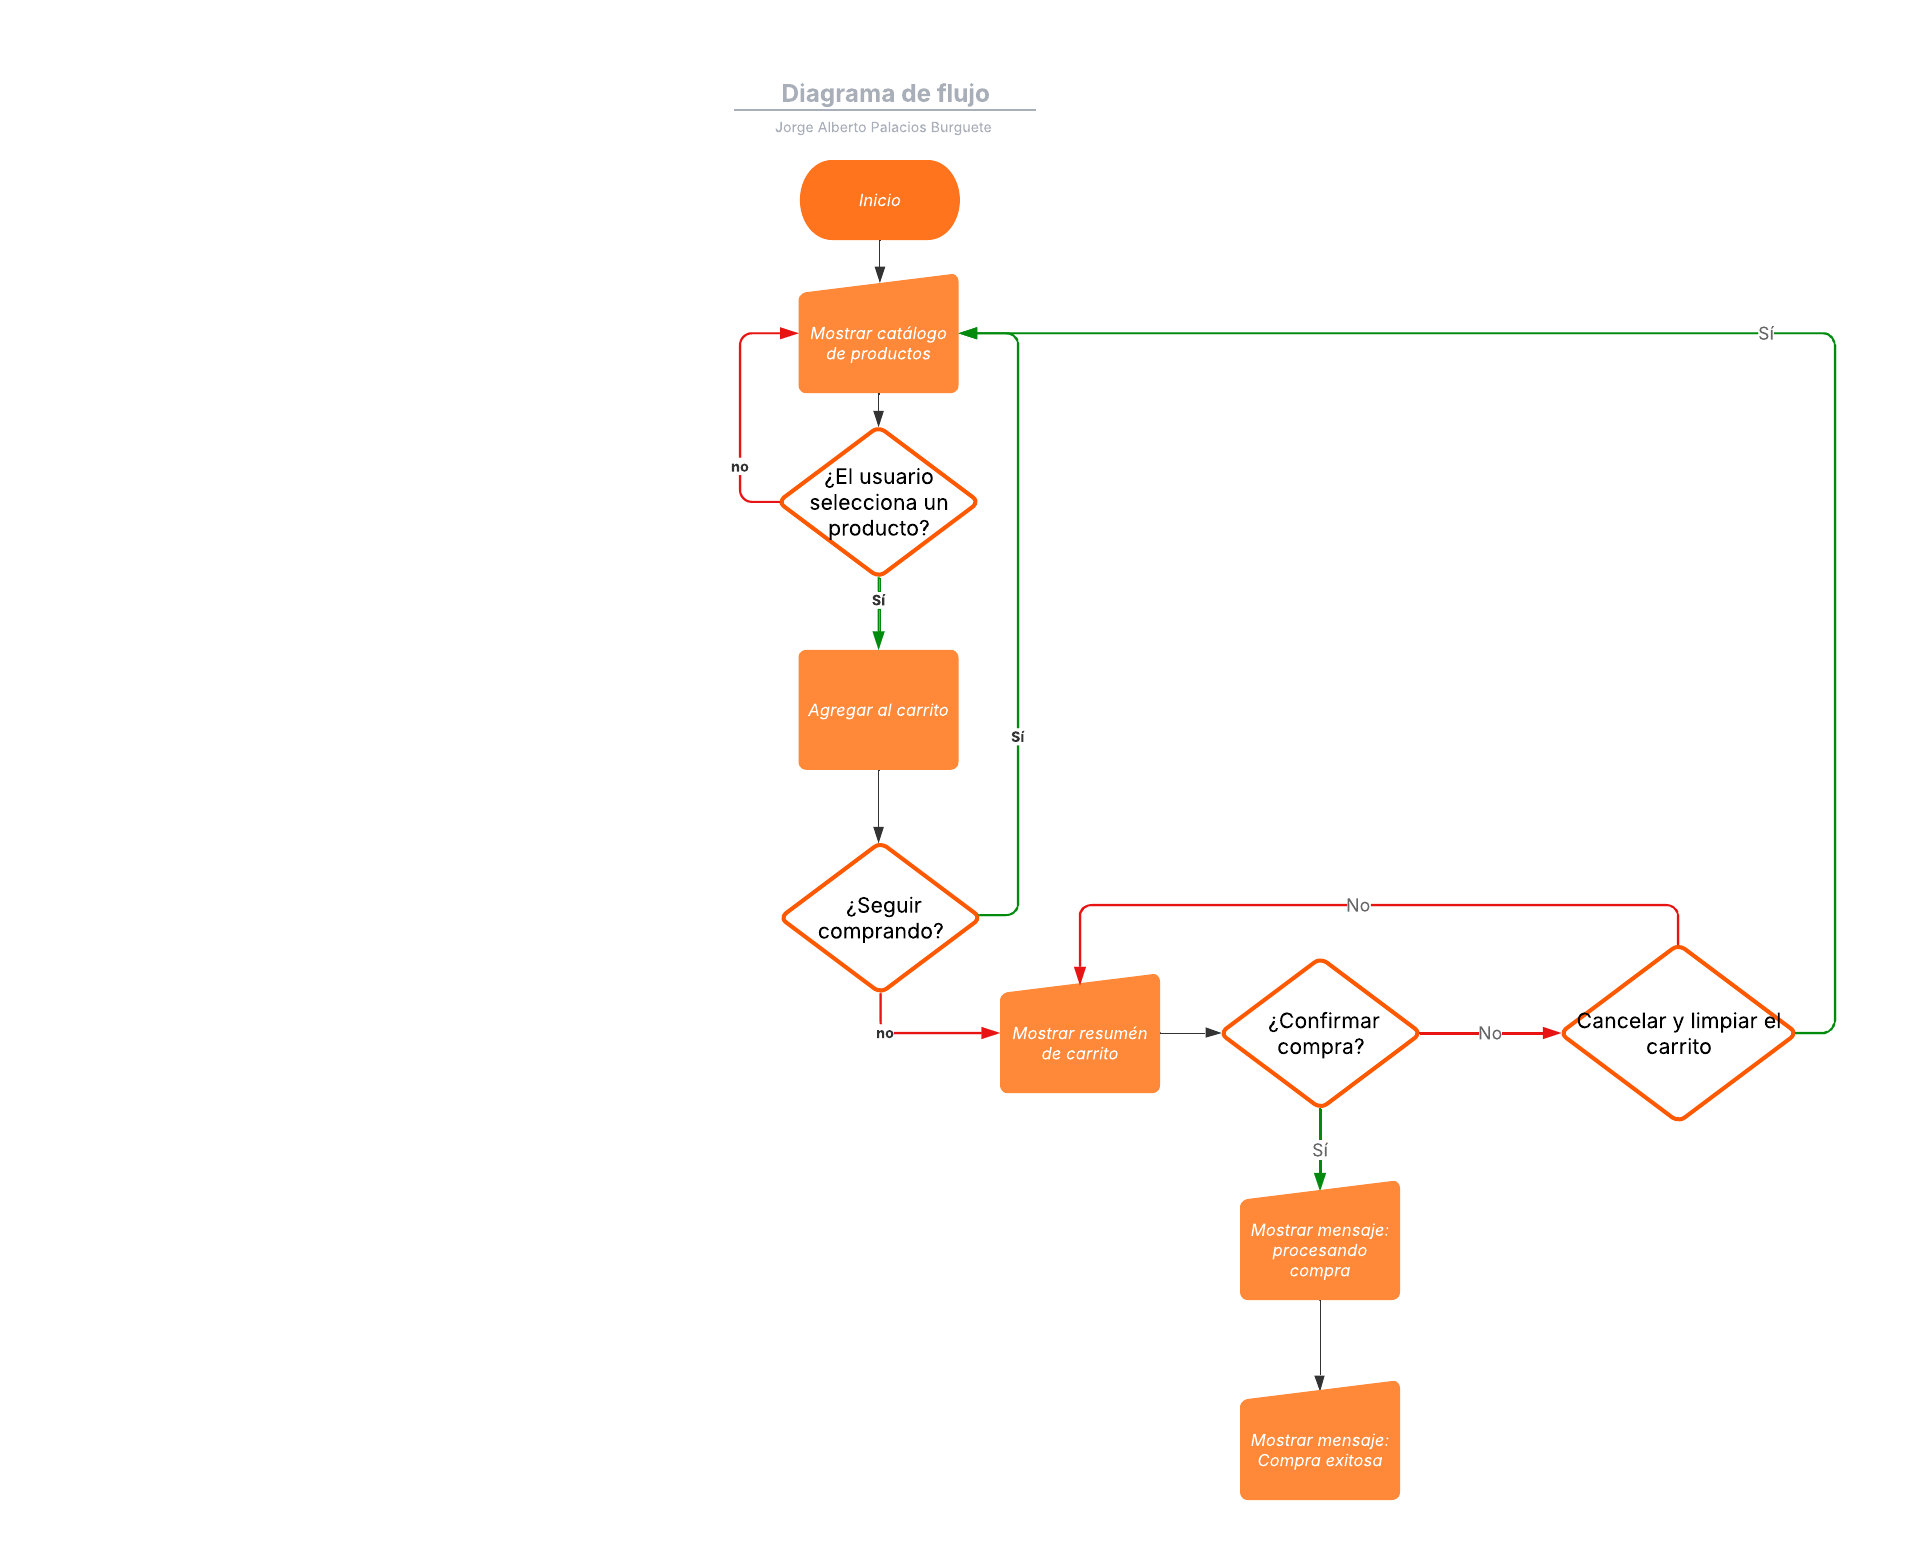 Diagrama de flujo
Jorge Alberto Palacios Burguete
Inicio
Mostrar catálogo
de productos
Sí
no
¿El usuario
selecciona un
producto?
Sí
Agregar al carrito
Sí
¿Seguir
comprando?
No
no
Mostrar resumén
de carrito
¿Confirmar
compra?
No
Cancelar y limpiar el
carrito
Sí
Mostrar mensaje:
procesando
compra
Mostrar mensaje:
Compra exitosa